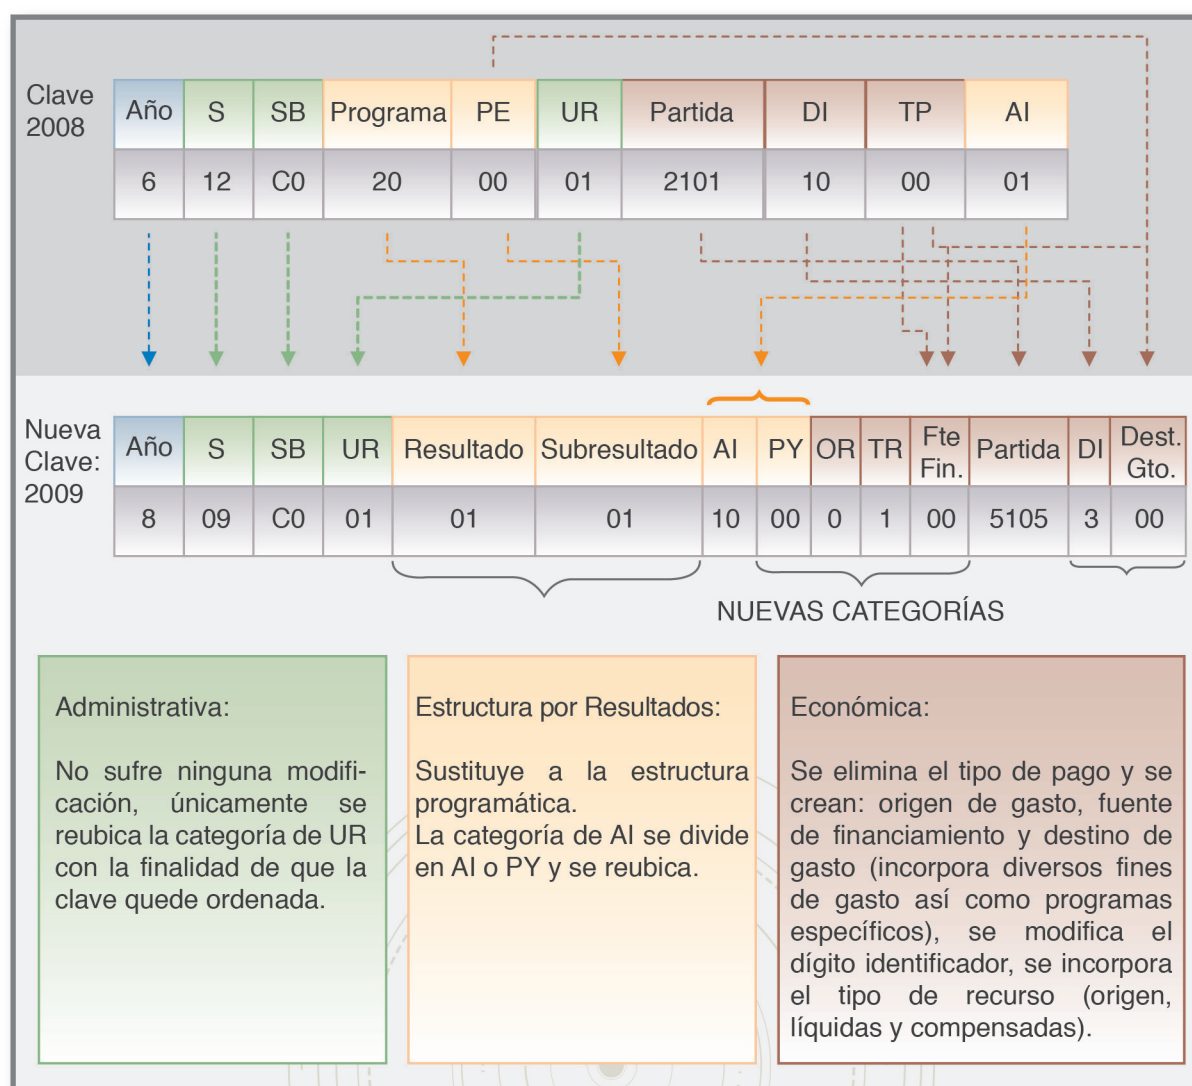 Clave
2008
Año S SB Programa PE UR Partida DI TP AI
6 12 C0 20 00 01 2101 10 00 01
Nueva
Clave:
2009
Año S SB UR Resultado Subresultado AI PY OR TR Fte Fin. Partida DI Dest. Gto.
8 09 C0 01 01 01 10 00 0 1 00 5105 3 00
NUEVAS CATEGORÍAS
Administrativa:
No sufre ninguna modifi-
cación, únicamente se
reubica la categoría de UR
con la finalidad de que la
clave quede ordenada.
Estructura por Resultados:
Sustituye a la estructura
programática.
La categoría de AI se divide
en AI o PY y se reubica.
Económica:
Se elimina el tipo de pago y se
crean: origen de gasto, fuente
de financiamiento y destino de
gasto (incorpora diversos fines
de gasto así como programas
específicos), se modifica el
dígito identificador, se incorpora
el tipo de recurso (origen,
líquidas y compensadas).